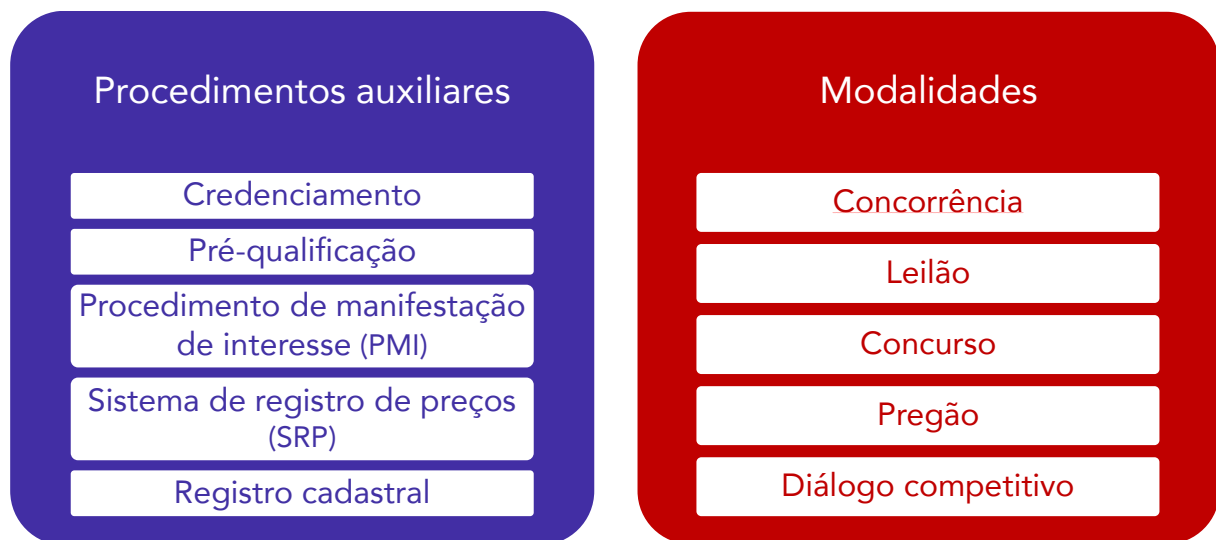 Procedimentos auxiliares
Credenciamento
Pré-qualificação
Procedimento de manifestação
de interesse (PMI)
Sistema de registro de preços
(SRP)
Registro cadastral
Modalidades
Concorrência
Leilão
Concurso
Pregão
Diálogo competitivo